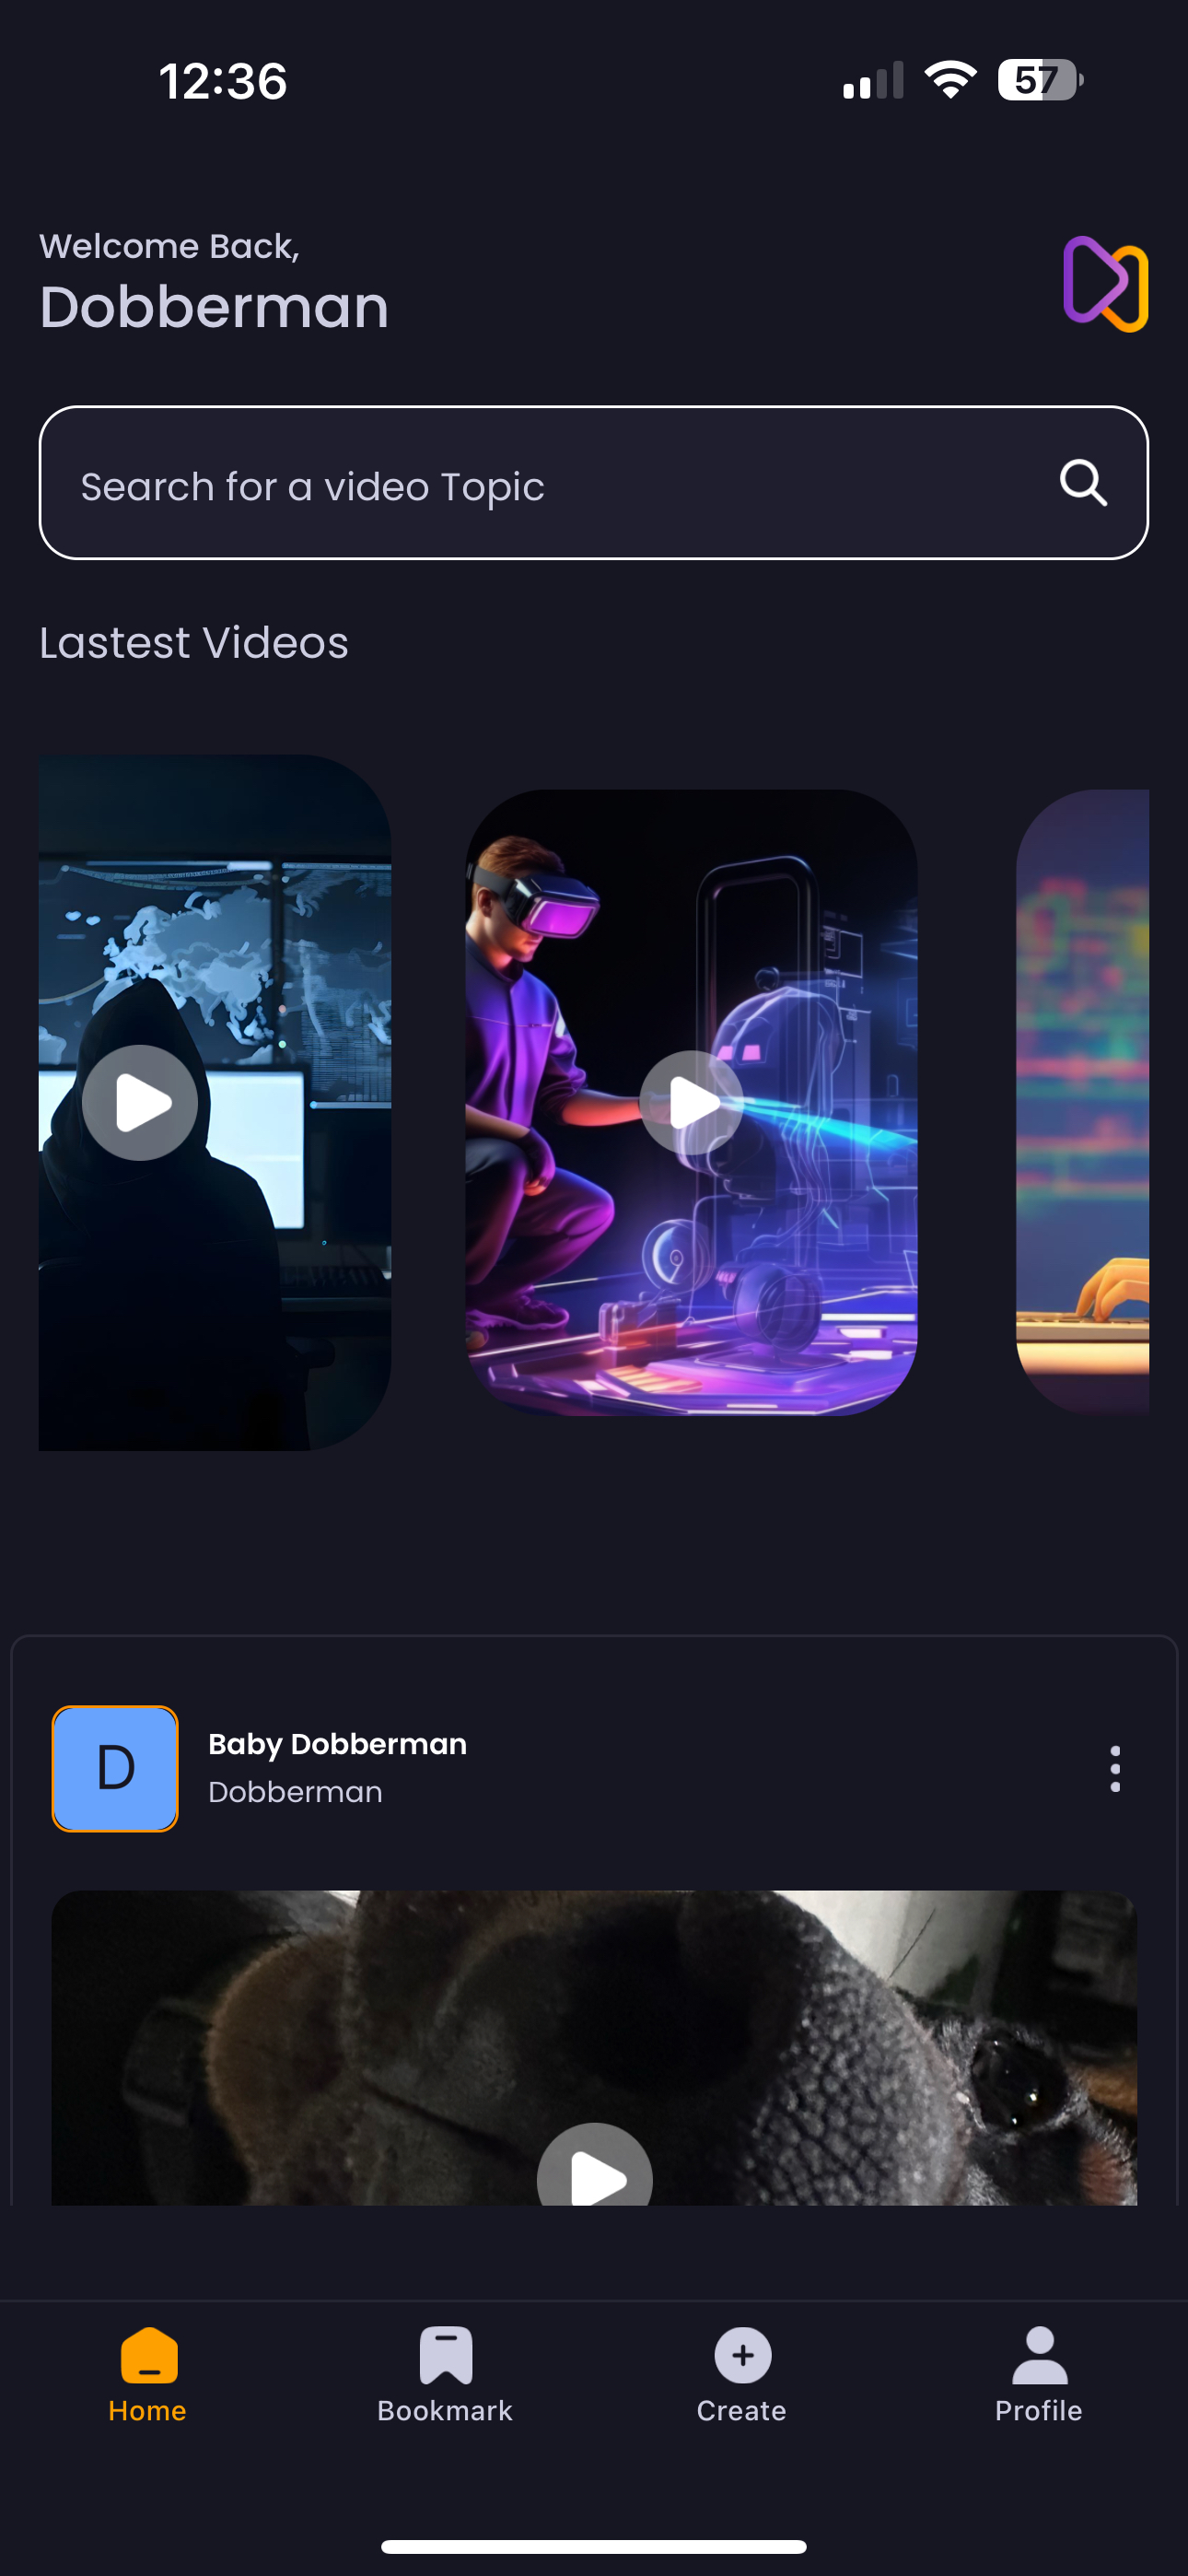 12:36
57
Welcome Back,
Dobberman
Search for a video Topic
Lastest Videos
D
Baby Dobberman
Dobberman
Home
Bookmark
Create
Profile